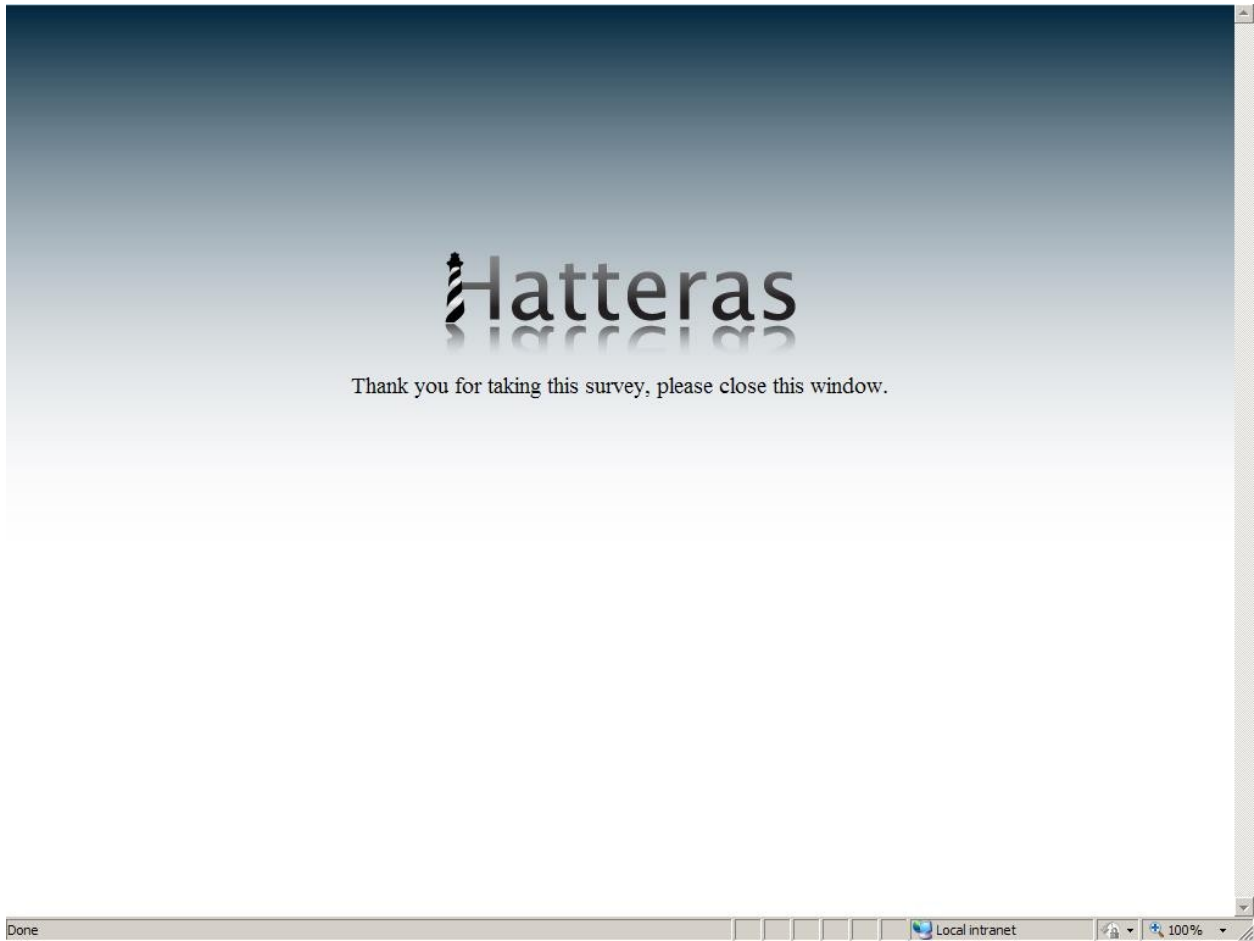 Hatteras
Thank you for taking this survey, please close this window.
Done
Local intranet
100%